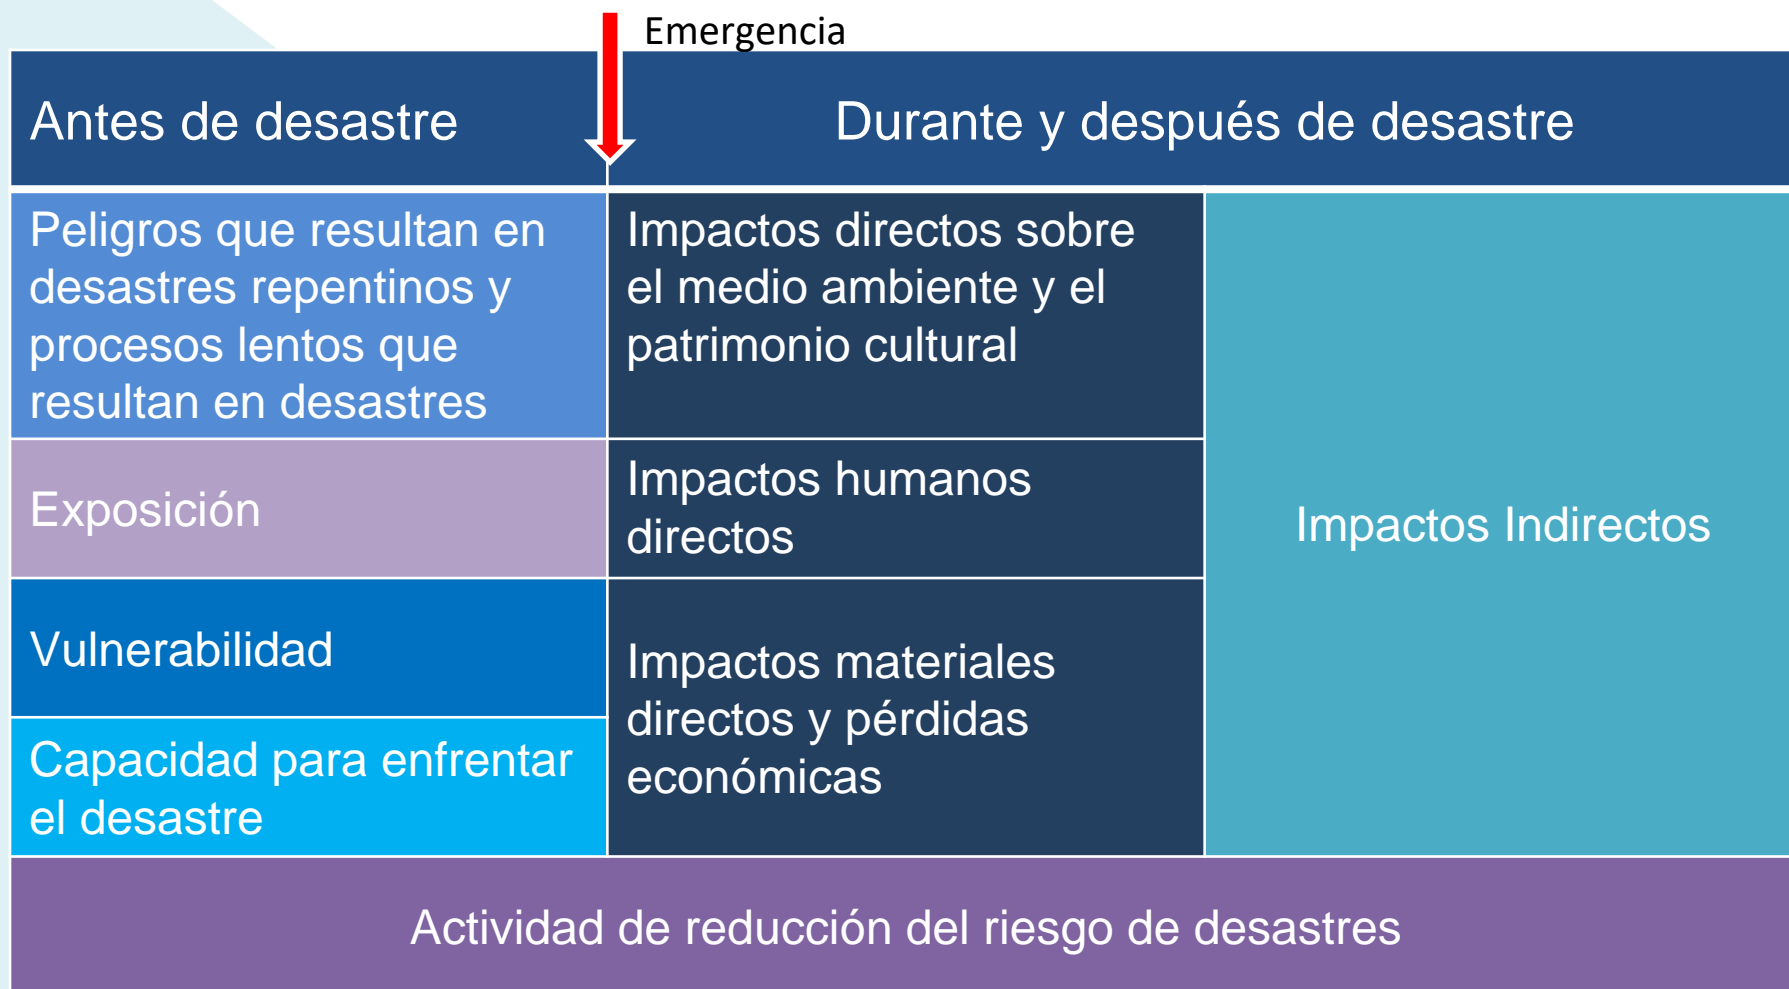 Emergencia
Antes de desastre
Durante y después de desastre
Peligros que resultan en
desastres repentinos y
procesos lentos que
resultan en desastres
Impactos directos sobre
el medio ambiente y el
patrimonio cultural
Impactos Indirectos
Exposición
Impactos humanos
directos
Vulnerabilidad
Impactos materiales
directos y pérdidas
económicas
Capacidad para enfrentar
el desastre
Actividad de reducción del riesgo de desastres